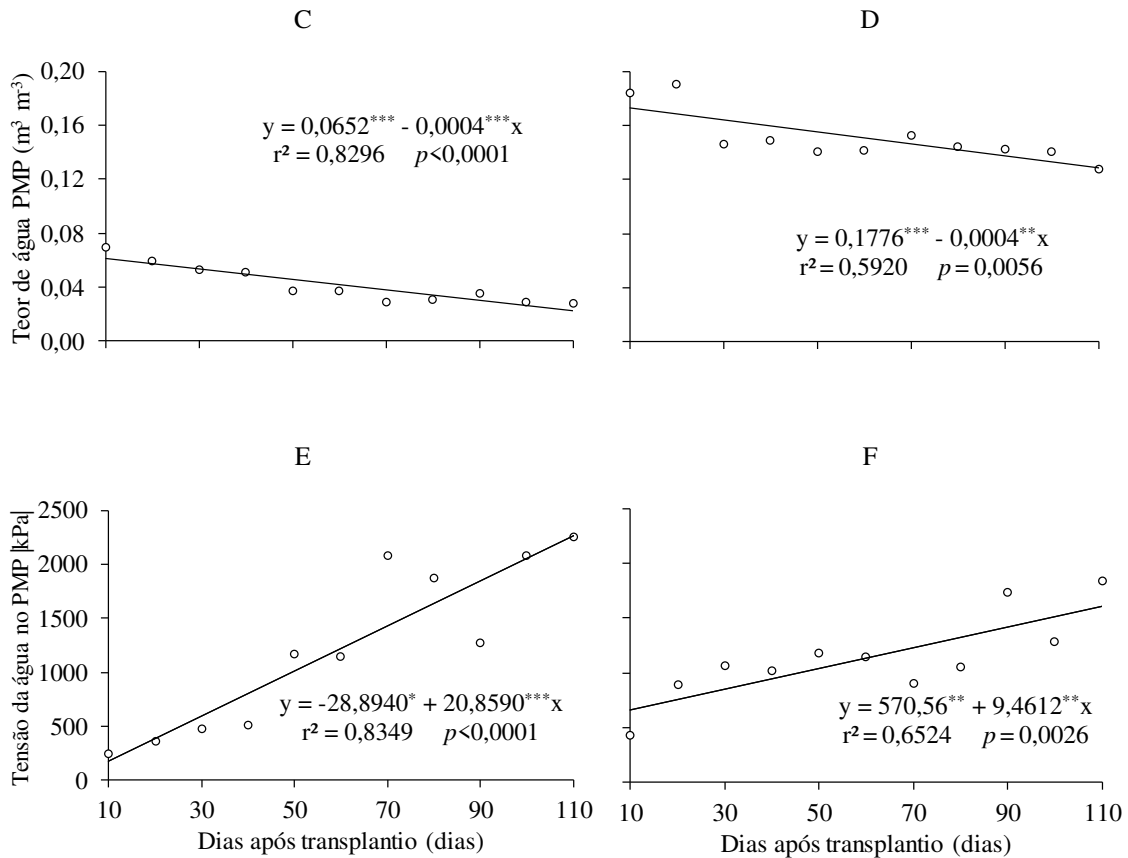 C
D
Teor de água PMP (m³ m⁻³)
0,20
0,16
0,12
0,08
0,04
0,00
y = 0,0652*** - 0,0004***x
r² = 0,8296 p<0,0001
y = 0,1776*** - 0,0004**x
r² = 0,5920 p = 0,0056
E
F
Tensão da água no PMP |kPa|
2500
2000
1500
1000
500
0
y = -28,8940* + 20,8590***x
r² = 0,8349 p<0,0001
10 30 50 70 90 110
Dias após transplantio (dias)
y = 570,56** + 9,4612**x
r² = 0,6524 p = 0,0026
10 30 50 70 90 110
Dias após transplantio (dias)